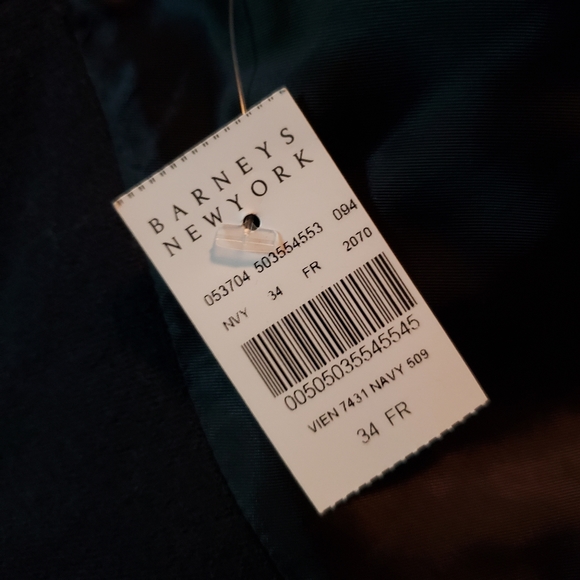 BARNEYS
NEWYORK
053704 503554553 094
NVY 34 FR 2070
00505035545545
VIEN 7431 NAVY 509
34 FR